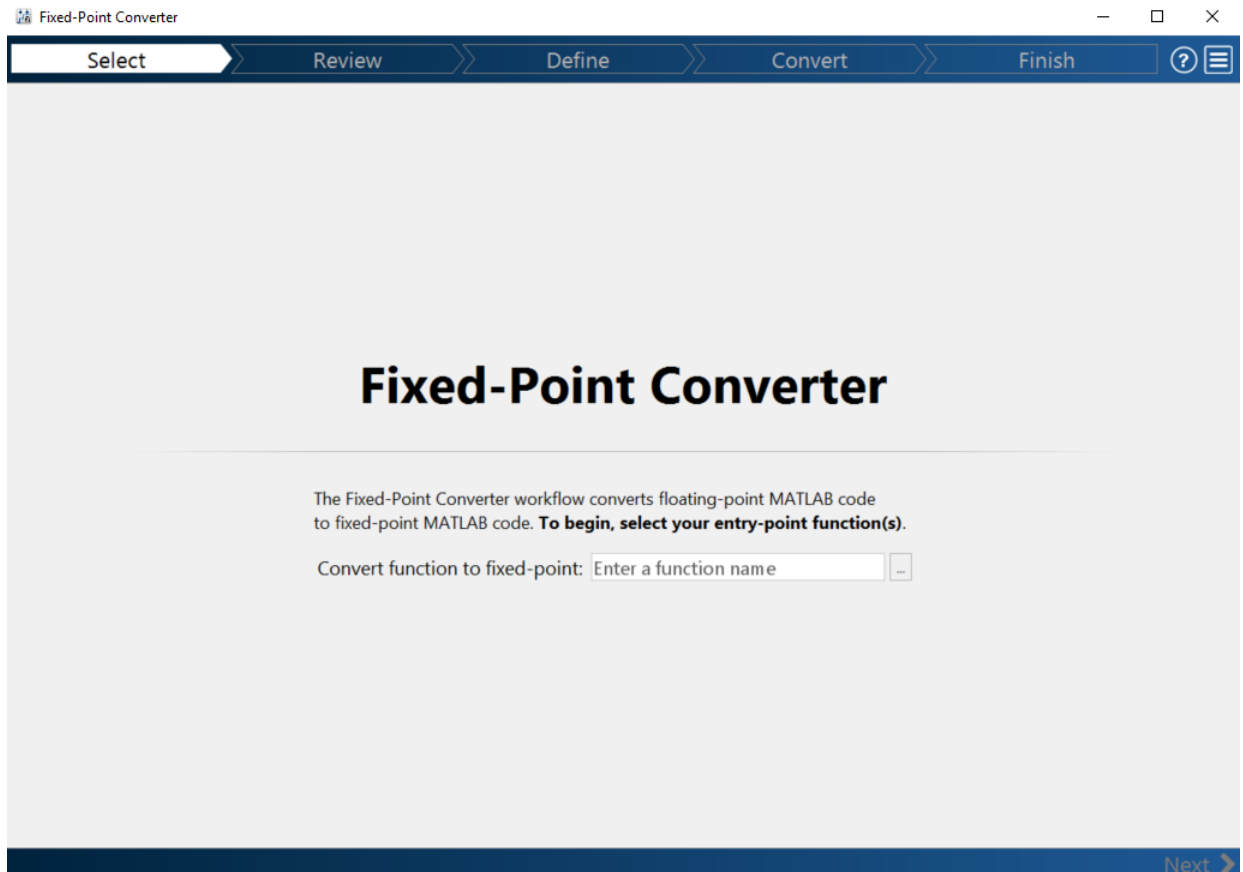 Fixed-Point Converter
Select
Review
Define
Convert
Finish
?
Fixed-Point Converter
The Fixed-Point Converter workflow converts floating-point MATLAB code
to fixed-point MATLAB code. To begin, select your entry-point function(s).
Convert function to fixed-point: Enter a function name ...
Next